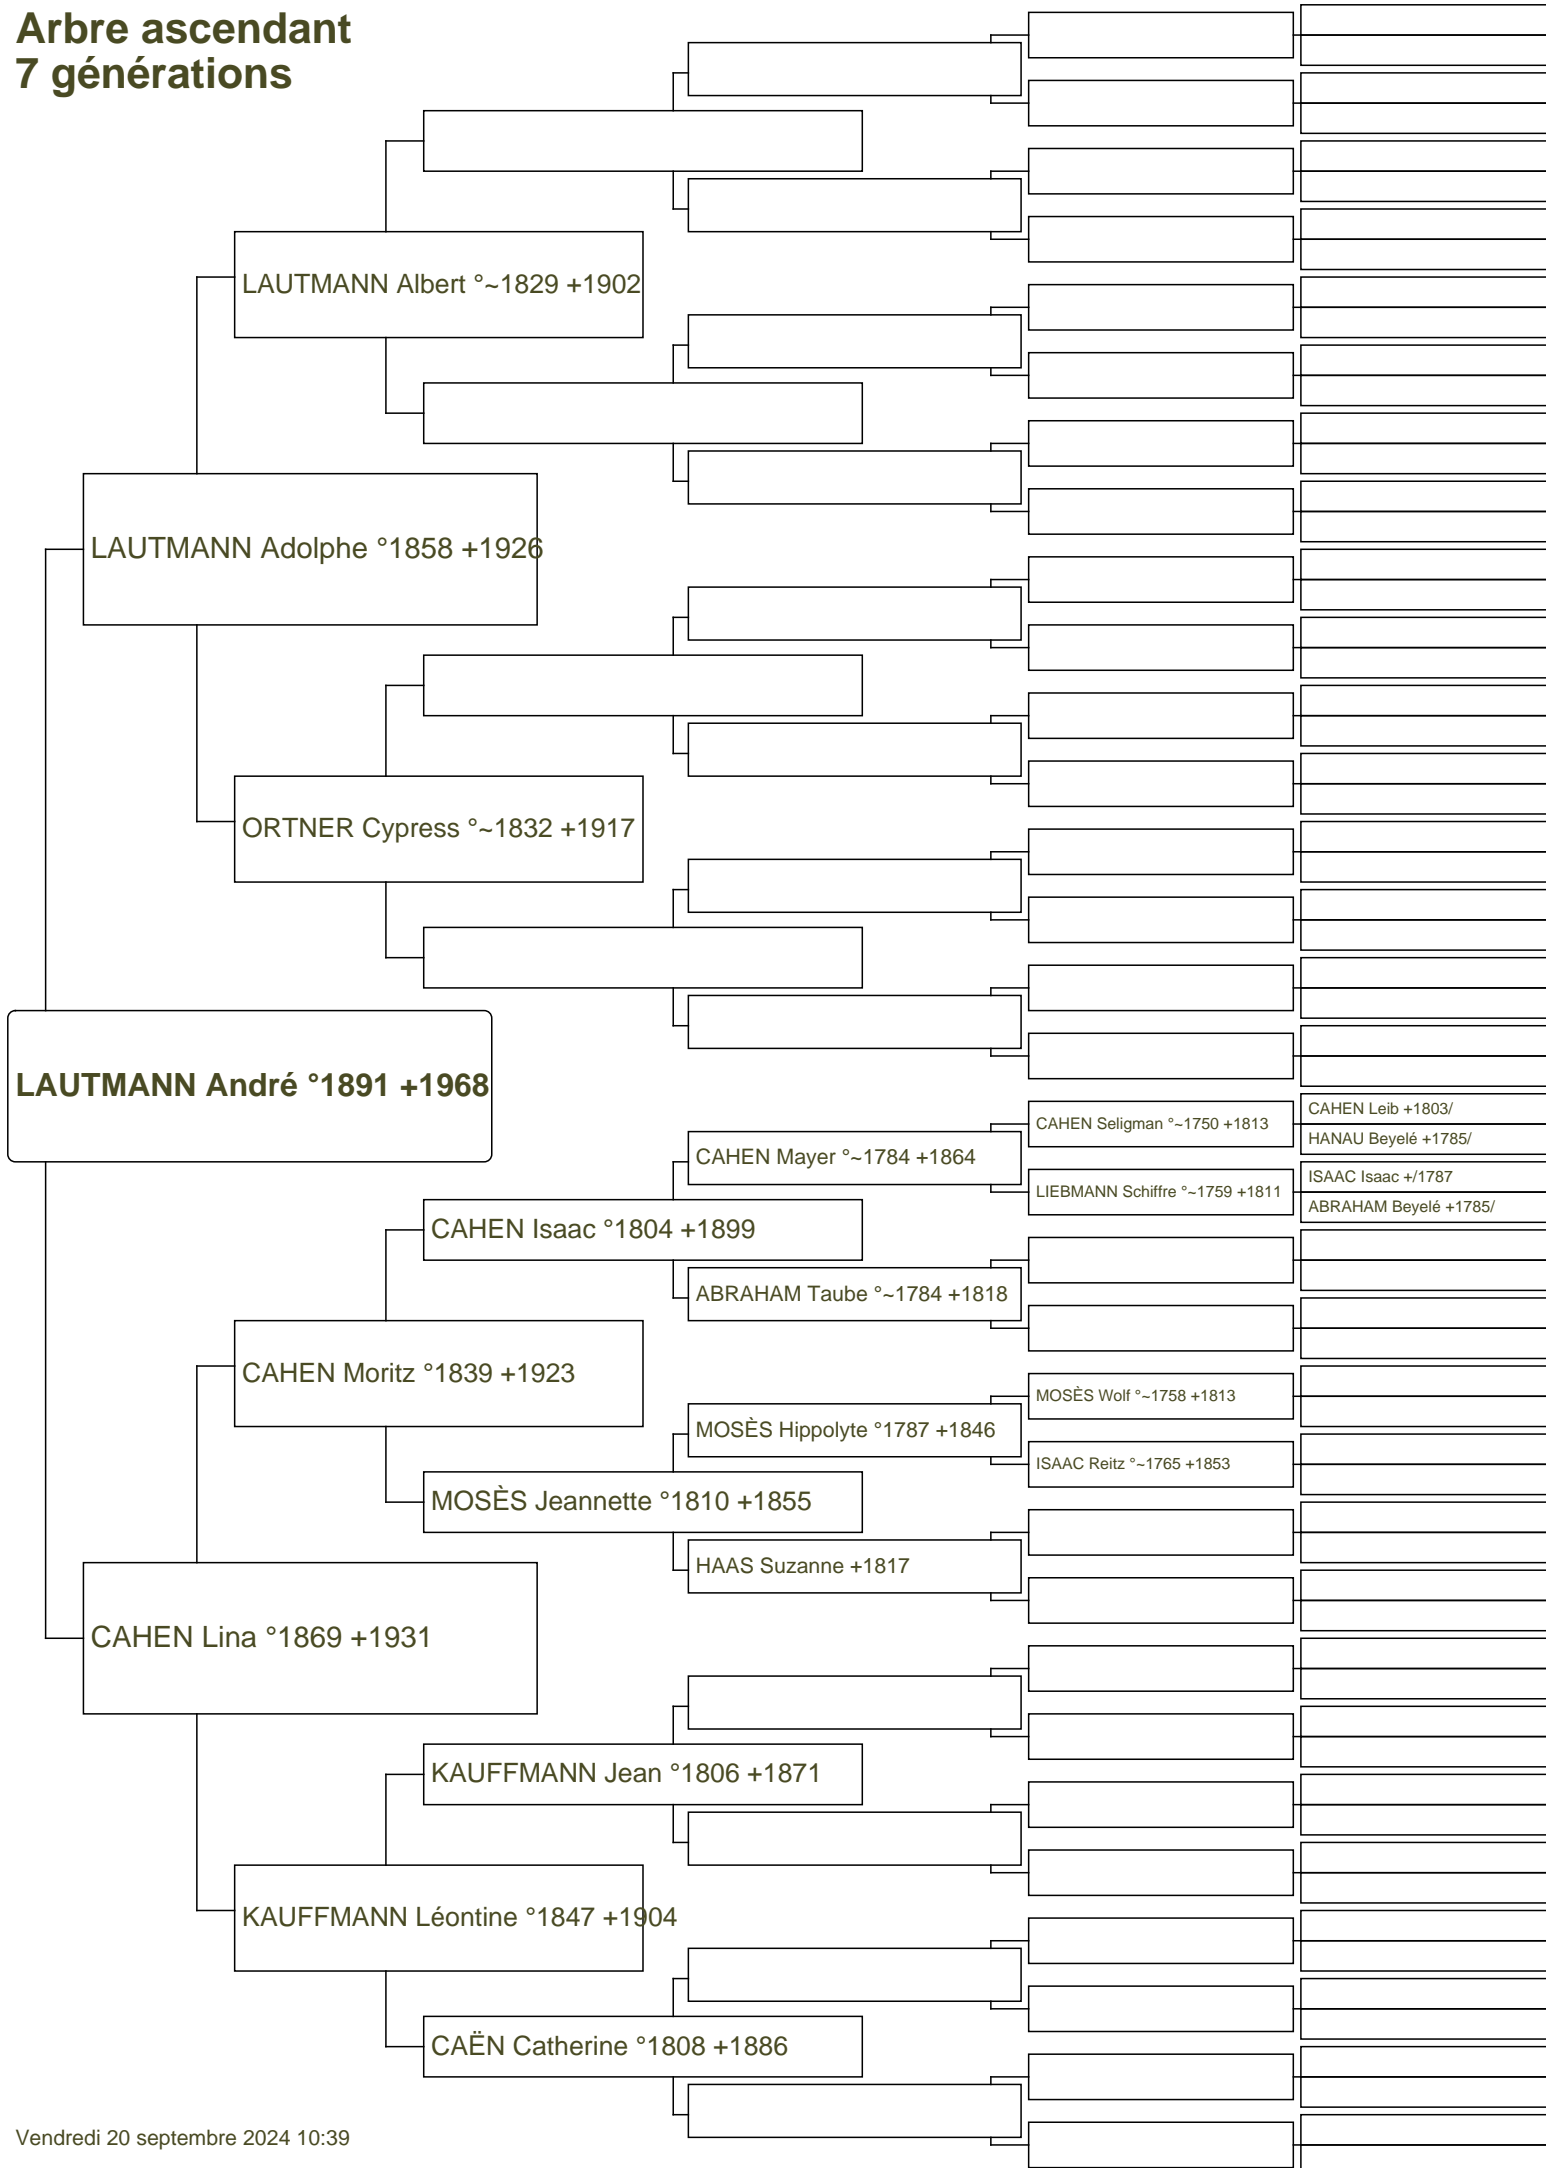 Arbre ascendant
7 générations
LAUTMANN Albert °~1829 +1902
LAUTMANN Adolphe °1858 +1926
ORTNER Cypress °~1832 +1917
LAUTMANN André °1891 +1968
CAHEN Leib +1803/
CAHEN Seligman °~1750 +1813
HANAU Beyelé +1785/
CAHEN Mayer °~1784 +1864
ISAAC Isaac +/1787
LIEBMANN Schiffre °~1759 +1811
ABRAHAM Beyelé +1785/
CAHEN Isaac °1804 +1899
ABRAHAM Taube °~1784 +1818
CAHEN Moritz °1839 +1923
MOSÈS Wolf °~1758 +1813
MOSÈS Hippolyte °1787 +1846
ISAAC Reitz °~1765 +1853
MOSÈS Jeannette °1810 +1855
HAAS Suzanne +1817
CAHEN Lina °1869 +1931
KAUFFMANN Jean °1806 +1871
KAUFFMANN Léontine °1847 +1904
CAËN Catherine °1808 +1886
Vendredi 20 septembre 2024 10:39